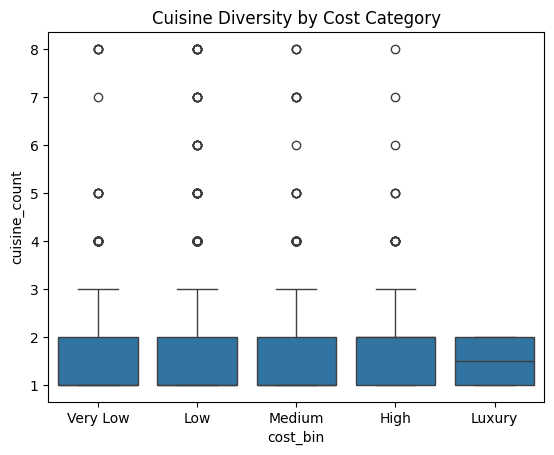 Cuisine Diversity by Cost Category
8
7
6
5
4
3
2
1
cuisine_count
Very Low
Low
Medium
High
Luxury
cost_bin